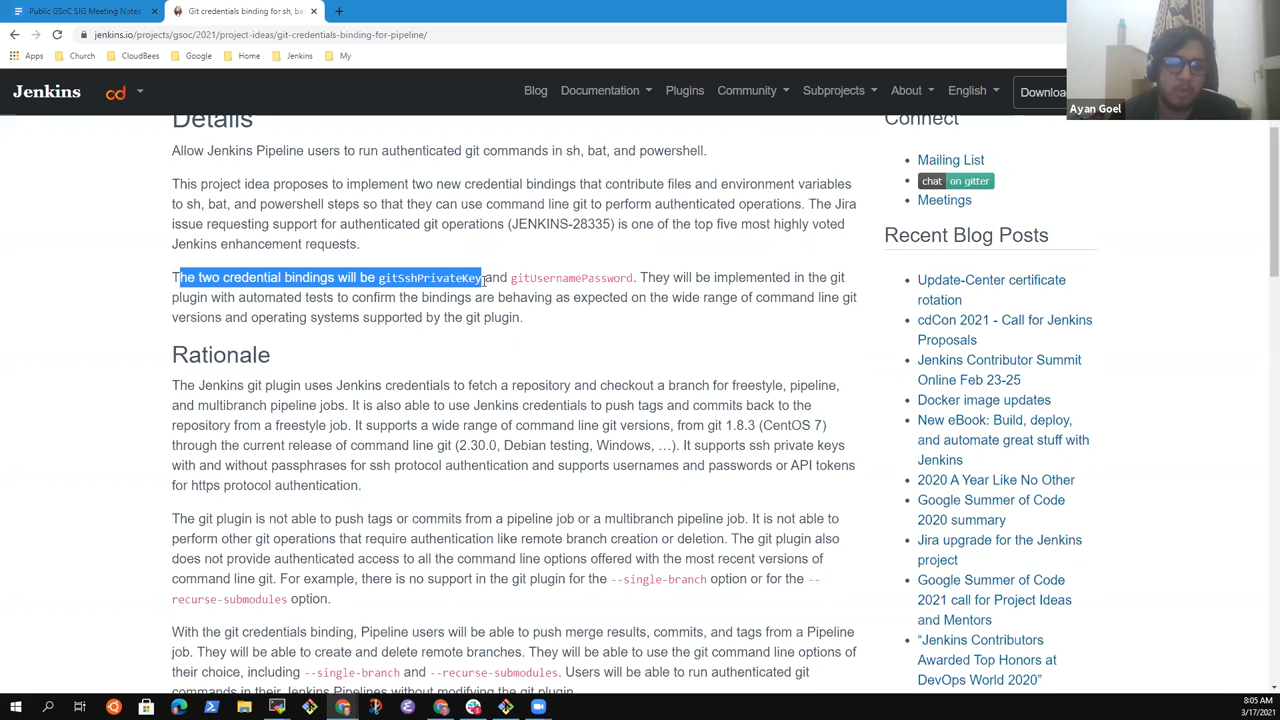 Public GSoC SIG Meeting Notes
Git credentials binding for sh, b
jenkins.io/projects/gsoc/2021/project-ideas/git-credentials-binding-for-pipeline/
Apps Church CloudBees Google Home Jenkins My
Jenkins cd Blog Documentation Plugins Community Subprojects About English Downloa
Ayan Goel
Details
Allow Jenkins Pipeline users to run authenticated git commands in sh, bat, and powershell.
This project idea proposes to implement two new credential bindings that contribute files and environment variables
to sh, bat, and powershell steps so that they can use command line git to perform authenticated operations. The Jira
issue requesting support for authenticated git operations (JENKINS-28335) is one of the top five most highly voted
Jenkins enhancement requests.
The two credential bindings will be gitSshPrivateKey and gitUsernamePassword. They will be implemented in the git
plugin with automated tests to confirm the bindings are behaving as expected on the wide range of command line git
versions and operating systems supported by the git plugin.
Rationale
The Jenkins git plugin uses Jenkins credentials to fetch a repository and checkout a branch for freestyle, pipeline,
and multibranch pipeline jobs. It is also able to use Jenkins credentials to push tags and commits back to the
repository from a freestyle job. It supports a wide range of command line git versions, from git 1.8.3 (CentOS 7)
through the current release of command line git (2.30.0, Debian testing, Windows, …). It supports ssh private keys
with and without passphrases for ssh protocol authentication and supports usernames and passwords or API tokens
for https protocol authentication.
The git plugin is not able to push tags or commits from a pipeline job or a multibranch pipeline job. It is not able to
perform other git operations that require authentication like remote branch creation or deletion. The git plugin also
does not provide authenticated access to all the command line options offered with the most recent versions of
command line git. For example, there is no support in the git plugin for the --single-branch option or for the --
recurse-submodules option.
With the git credentials binding, Pipeline users will be able to push merge results, commits, and tags from a Pipeline
job. They will be able to create and delete remote branches. They will be able to use the git command line options of
their choice, including --single-branch and --recurse-submodules. Users will be able to run authenticated git
commands in their Jenkins Pipelines without modifying the git plugin.
Connect
Mailing List
chat on gitter
Meetings
Recent Blog Posts
Update-Center certificate
rotation
cdCon 2021 - Call for Jenkins
Proposals
Jenkins Contributor Summit
Online Feb 23-25
Docker image updates
New eBook: Build, deploy,
and automate great stuff with
Jenkins
2020 A Year Like No Other
Google Summer of Code
2020 summary
Jira upgrade for the Jenkins
project
Google Summer of Code
2021 call for Project Ideas
and Mentors
“Jenkins Contributors
Awarded Top Honors at
DevOps World 2020”
8:05 AM
3/17/2021